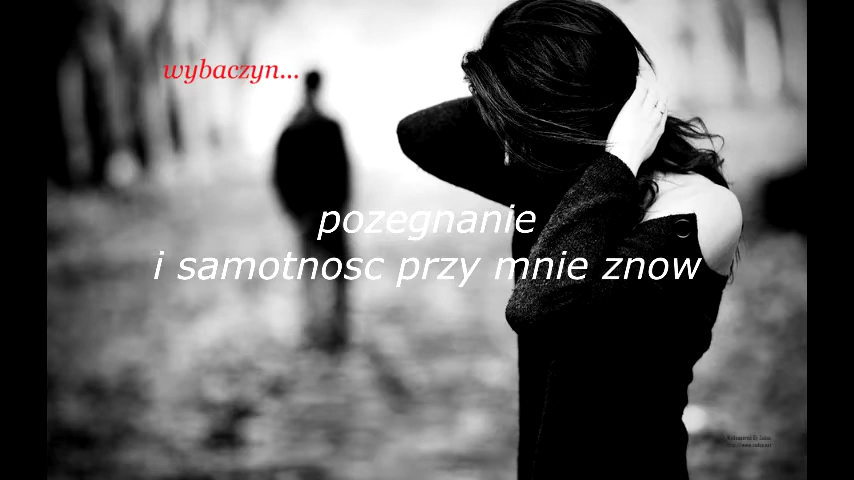 wybaczyn...
pozegnanie
i samotnosc przy mnie znow